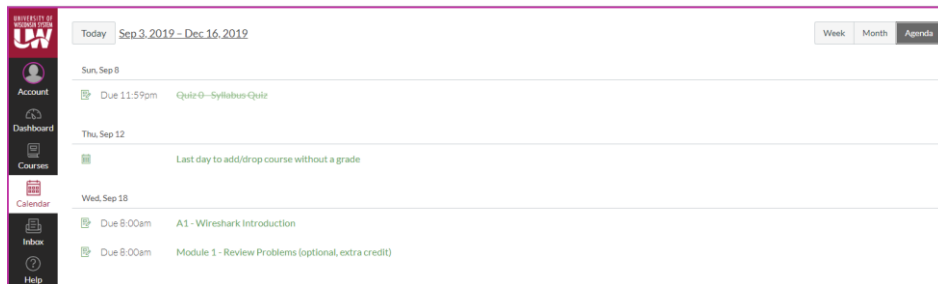 UNIVERSITY OF
WISCONSIN SYSTEM
UW
Account
Dashboard
Courses
Calendar
Inbox
Help
Today Sep 3, 2019 – Dec 16, 2019 Week Month Agenda
Sun, Sep 8
Due 11:59pm Quiz 0 - Syllabus Quiz
Thu, Sep 12
Last day to add/drop course without a grade
Wed, Sep 18
Due 8:00am A1 - Wireshark Introduction
Due 8:00am Module 1 - Review Problems (optional, extra credit)